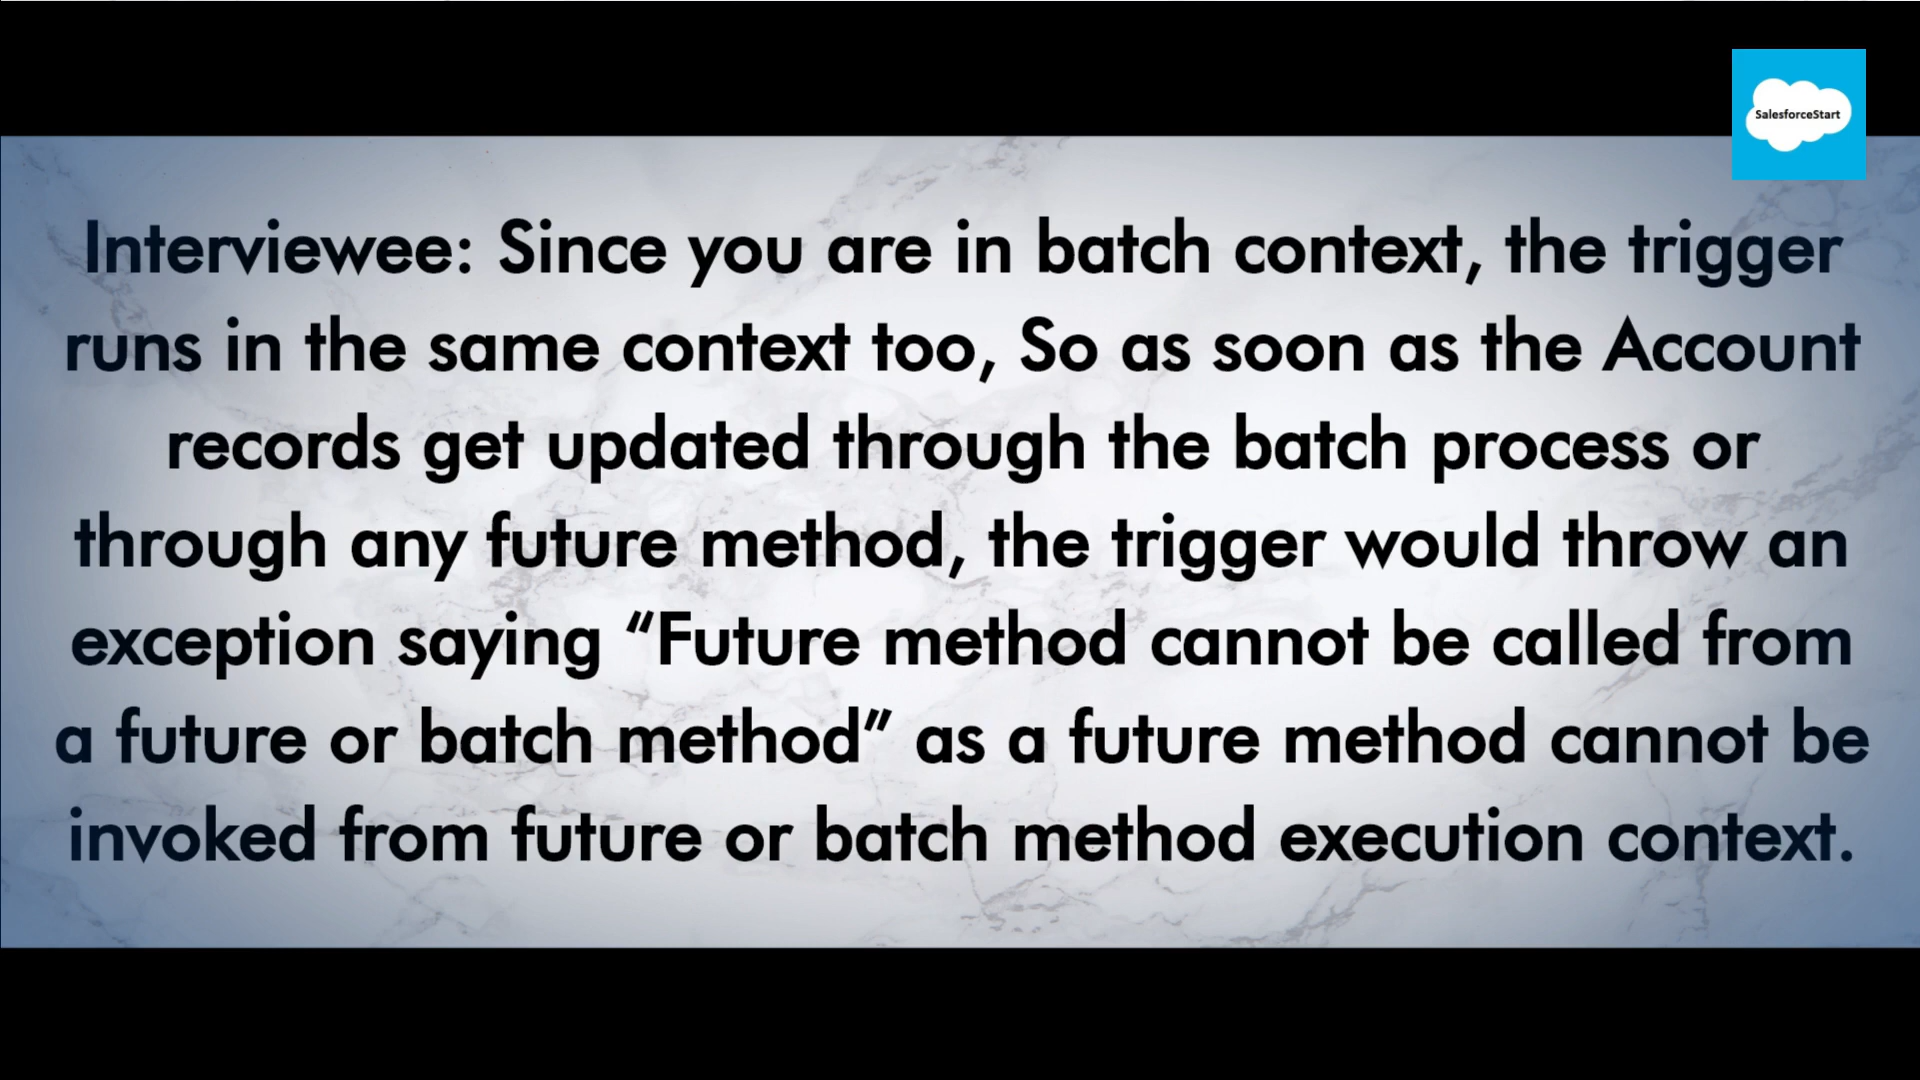 SalesforceStart
Interviewee: Since you are in batch context, the trigger
runs in the same context too, So as soon as the Account
records get updated through the batch process or
through any future method, the trigger would throw an
exception saying “Future method cannot be called from
a future or batch method” as a future method cannot be
invoked from future or batch method execution context.